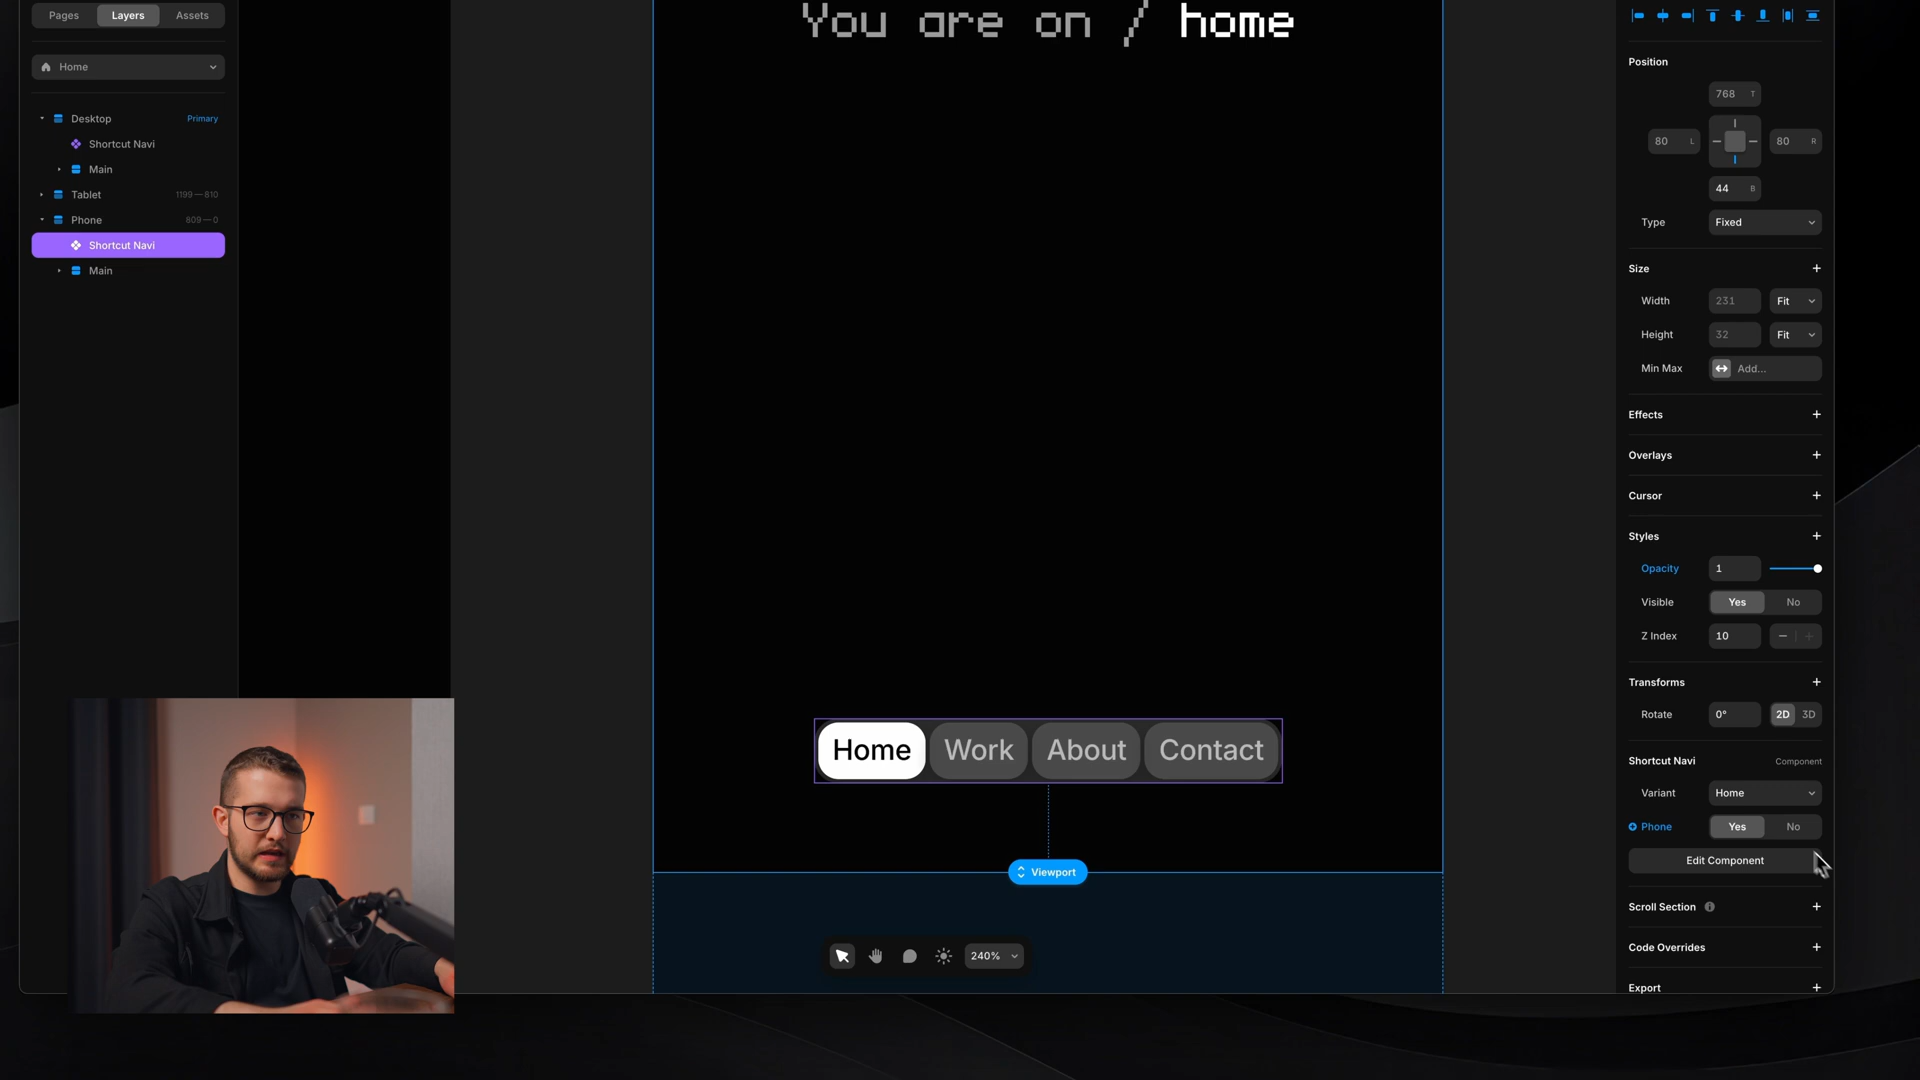 Pages
Layers
Assets
Home
Desktop
Primary
Shortcut Navi
Main
Tablet
1199—810
Phone
809—0
Shortcut Navi
Main
You are on / home
Home
Work
About
Contact
Viewport
240%
Position
768 T
80 L
80 R
44 B
Type
Fixed
Size
Width
231
Fit
Height
32
Fit
Min Max
Add...
Effects
Overlays
Cursor
Styles
Opacity
1
Visible
Yes
No
Z Index
10
Transforms
Rotate
0°
2D
3D
Shortcut Navi
Component
Variant
Home
Phone
Yes
No
Edit Component
Scroll Section
Code Overrides
Export